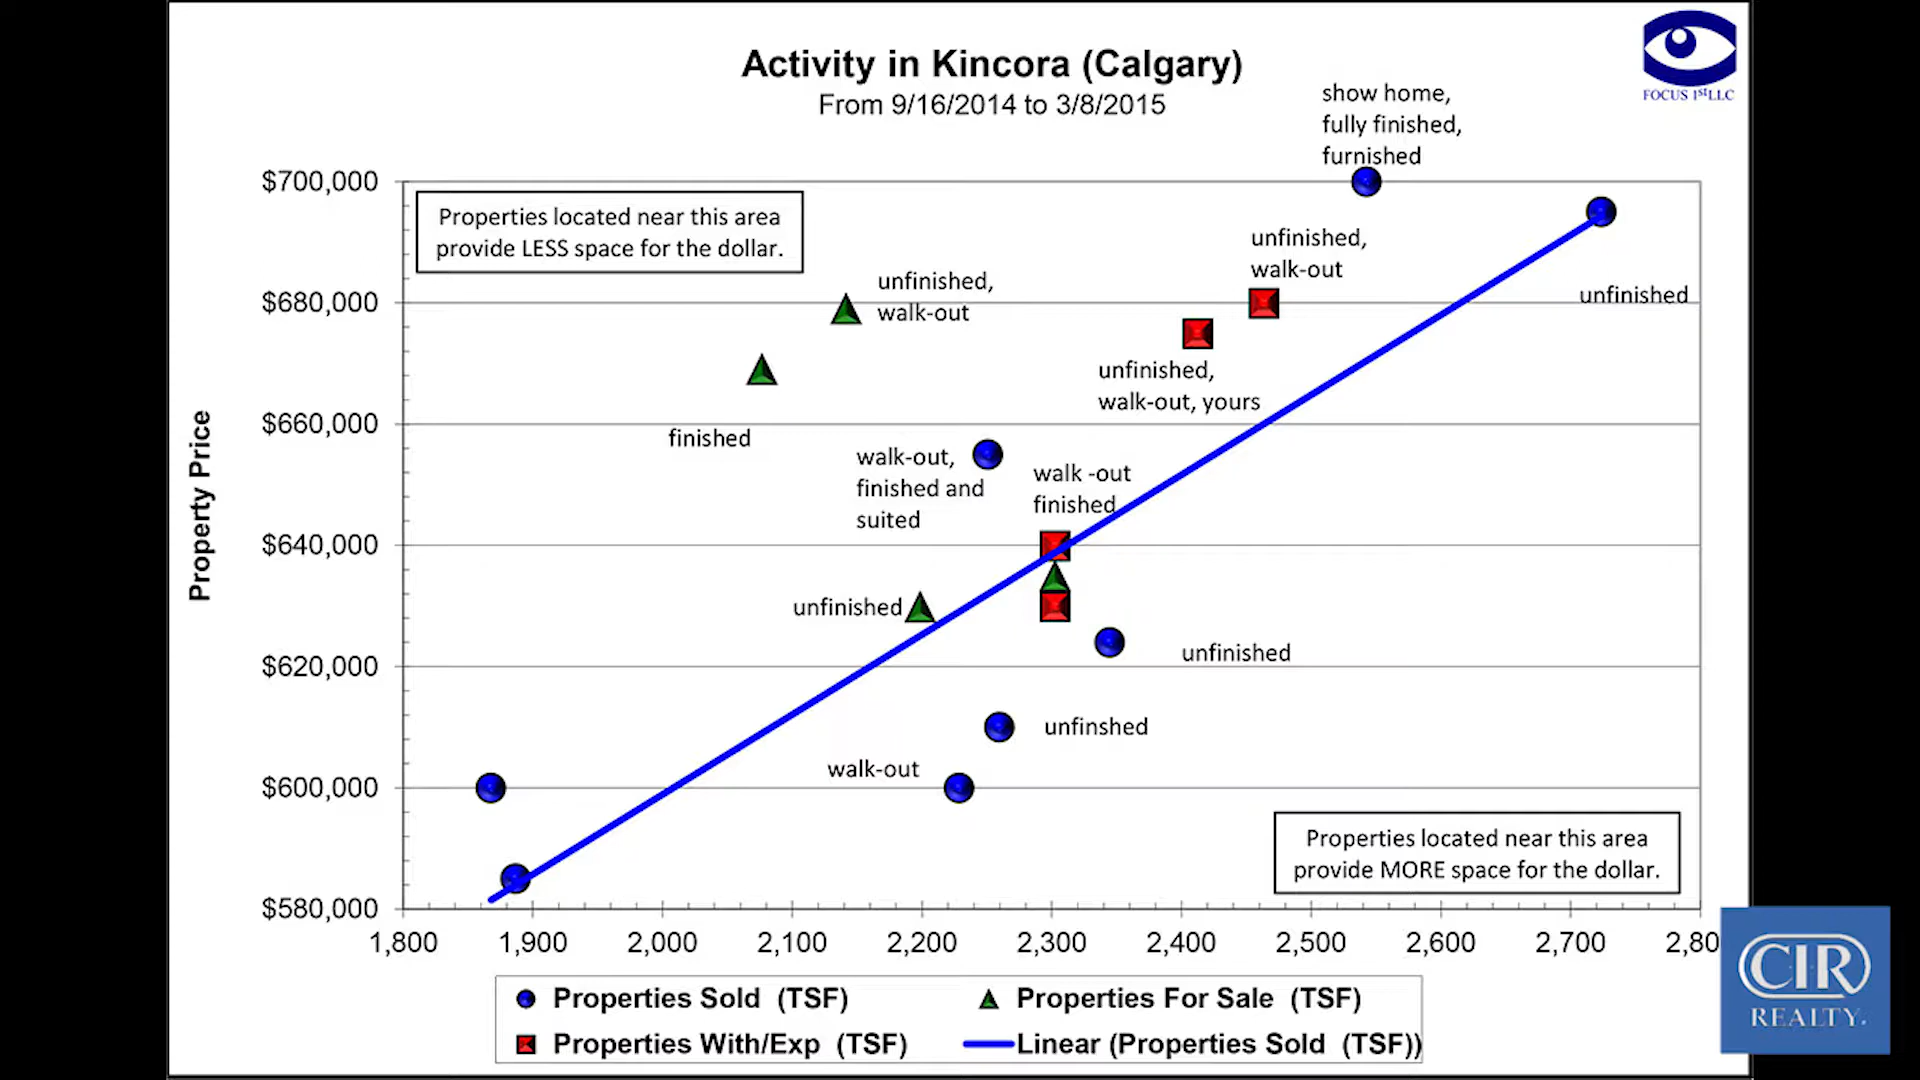 Activity in Kincora (Calgary)
From 9/16/2014 to 3/8/2015
FOCUS 1ST LLC
show home,
fully finished,
furnished
$700,000
Properties located near this area
provide LESS space for the dollar.
unfinished,
walk-out
unfinished,
walk-out
unfinished
$680,000
unfinished,
walk-out, yours
finished
$660,000
walk-out,
finished and
suited
walk -out
finished
$640,000
unfinished
unfinished
$620,000
unfinshed
walk-out
$600,000
Properties located near this area
provide MORE space for the dollar.
$580,000
Property Price
1,800 1,900 2,000 2,100 2,200 2,300 2,400 2,500 2,600 2,700 2,80
Properties Sold (TSF)
Properties For Sale (TSF)
Properties With/Exp (TSF)
Linear (Properties Sold (TSF))
CIR
REALTY.